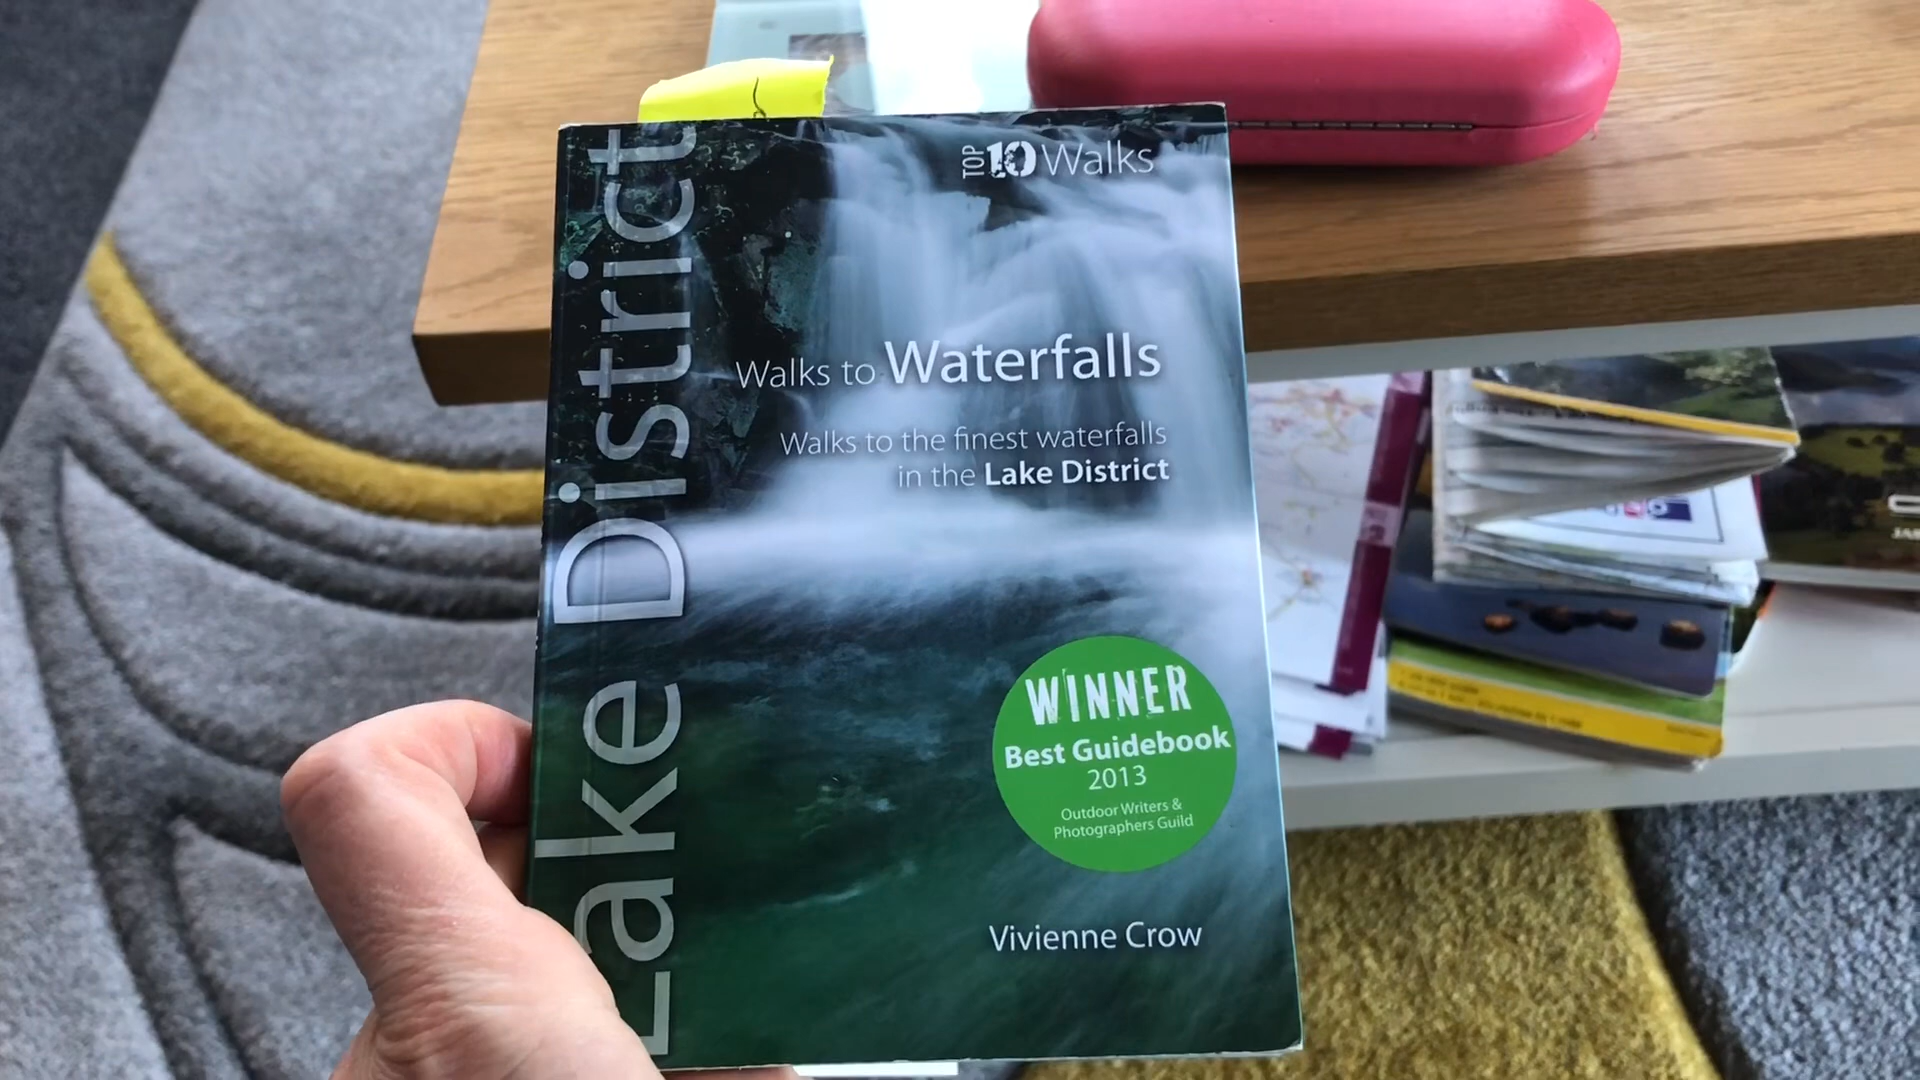 TOP 10 Walks
Lake District
Walks to Waterfalls
Walks to the finest waterfalls
in the Lake District
WINNER
Best Guidebook
2013
Outdoor Writers &
Photographers Guild
Vivienne Crow